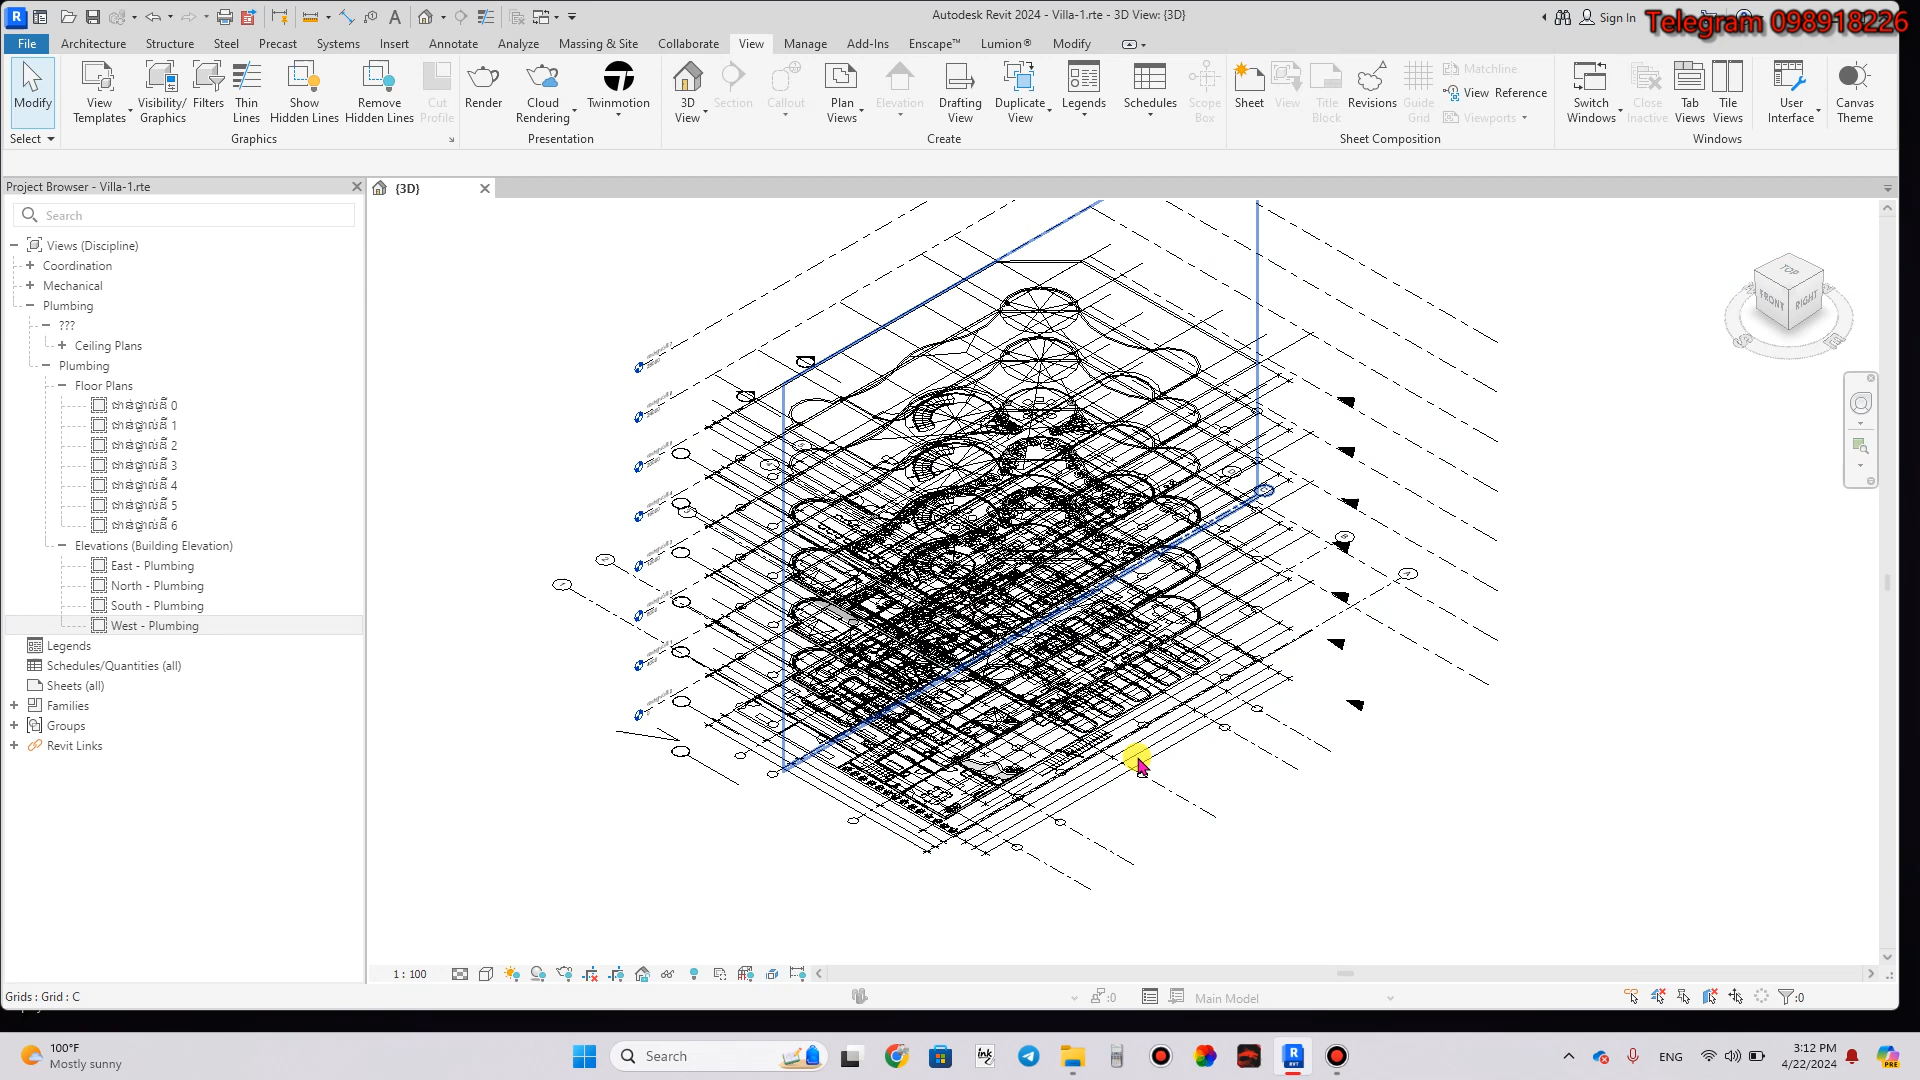 Autodesk Revit 2024 - Villa-1.rte - 3D View: {3D}
Sign In
Telegram 098918226
File Architecture Structure Steel Precast Systems Insert Annotate Analyze Massing & Site Collaborate View Manage Add-Ins Enscape™ Lumion® Modify
Modify
View Templates
Visibility/ Graphics
Filters
Thin Lines
Show Hidden Lines
Remove Hidden Lines
Cut Profile
Render
Cloud Rendering
Twinmotion
3D View
Section
Callout
Plan Views
Elevation
Drafting View
Duplicate View
Legends
Schedules
Scope Box
Sheet
View
Title Block
Revisions
Guide Grid
Matchline
View Reference
Viewports
Switch Windows
Close Inactive
Tab Views
Tile Views
User Interface
Canvas Theme
Select Graphics Presentation Create Sheet Composition Windows
Project Browser - Villa-1.rte
{3D}
Search
Views (Discipline)
Coordination
Mechanical
Plumbing
???
Ceiling Plans
Plumbing
Floor Plans
ជាន់ផ្ទាល់ដី 0
ជាន់ផ្ទាល់ដី 1
ជាន់ផ្ទាល់ដី 2
ជាន់ផ្ទាល់ដី 3
ជាន់ផ្ទាល់ដី 4
ជាន់ផ្ទាល់ដី 5
ជាន់ផ្ទាល់ដី 6
Elevations (Building Elevation)
East - Plumbing
North - Plumbing
South - Plumbing
West - Plumbing
Legends
Schedules/Quantities (all)
Sheets (all)
Families
Groups
Revit Links
TOP
FRONT
RIGHT
1 : 100
Grids : Grid : C
:0
Main Model
:0
100°F
Mostly sunny
Search
ENG
3:12 PM
4/22/2024